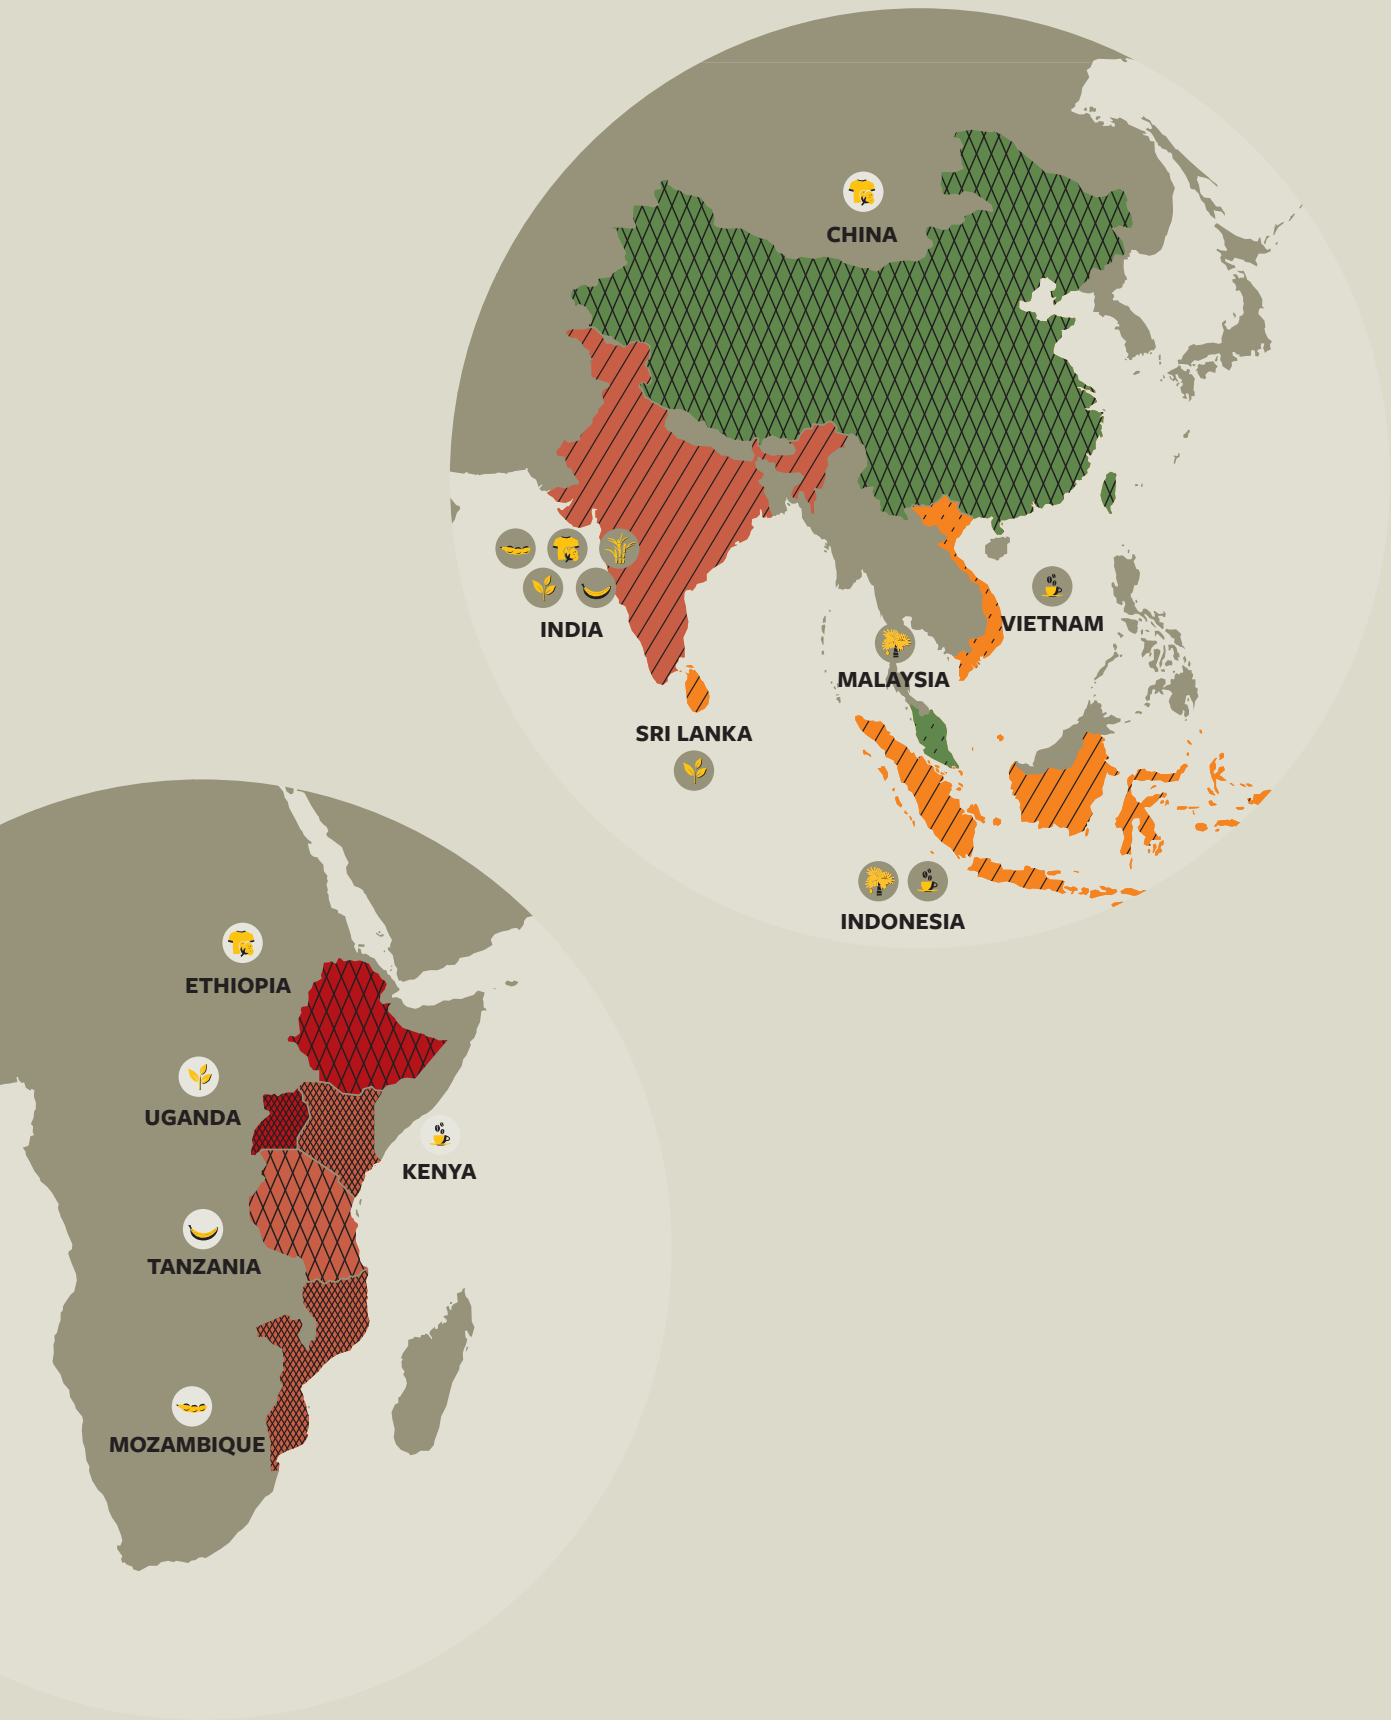 CHINA
INDIA
VIETNAM
MALAYSIA
SRI LANKA
INDONESIA
ETHIOPIA
UGANDA
KENYA
TANZANIA
MOZAMBIQUE